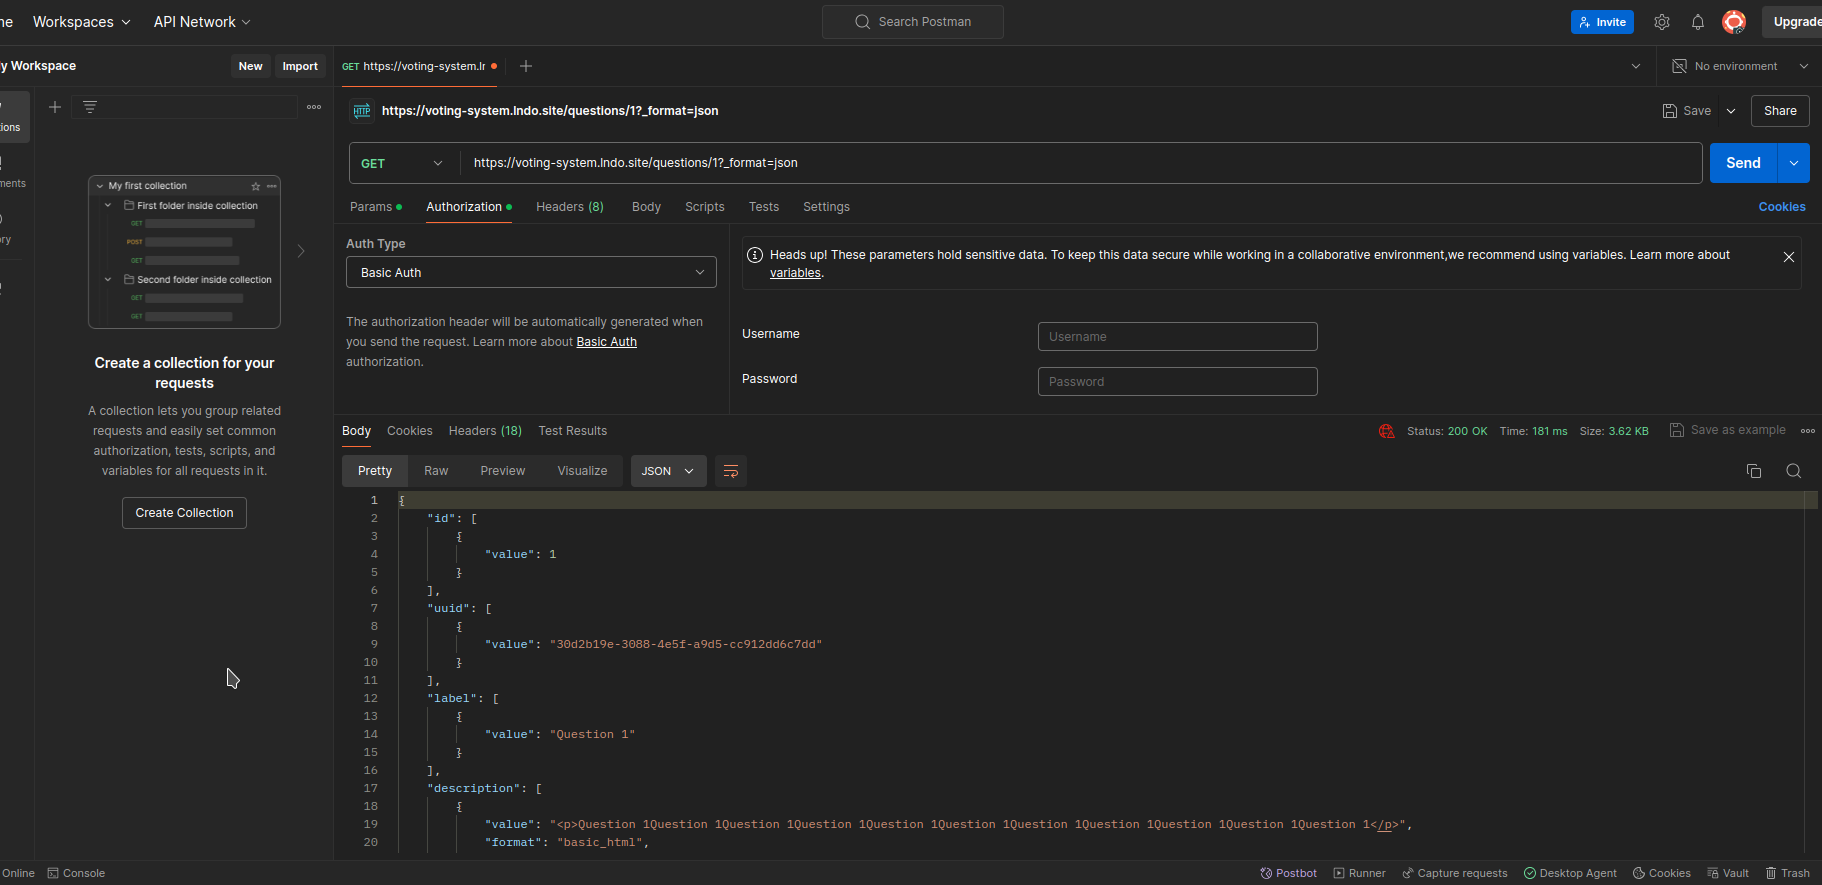 ne Workspaces API Network Search Postman Invite Upgrade
y Workspace New Import GET https://voting-system.lr No environment
https://voting-system.lndo.site/questions/1?_format=json Save Share
ions
GET https://voting-system.lndo.site/questions/1?_format=json Send
ments
Params Authorization Headers (8) Body Scripts Tests Settings Cookies
ry
My first collection
First folder inside collection
GET
POST
GET
Second folder inside collection
GET
GET
Create a collection for your
requests
A collection lets you group related
requests and easily set common
authorization, tests, scripts, and
variables for all requests in it.
Create Collection
Auth Type
Basic Auth
The authorization header will be automatically generated when
you send the request. Learn more about Basic Auth
authorization.
Heads up! These parameters hold sensitive data. To keep this data secure while working in a collaborative environment,we recommend using variables. Learn more about
variables.
Username Username
Password Password
Body Cookies Headers (18) Test Results Status: 200 OK Time: 181 ms Size: 3.62 KB Save as example
Pretty Raw Preview Visualize JSON
1 {
2 "id": [
3 {
4 "value": 1
5 }
6 ],
7 "uuid": [
8 {
9 "value": "30d2b19e-3088-4e5f-a9d5-cc912dd6c7dd"
10 }
11 ],
12 "label": [
13 {
14 "value": "Question 1"
15 }
16 ],
17 "description": [
18 {
19 "value": "<p>Question 1Question 1Question 1Question 1Question 1Question 1Question 1Question 1Question 1Question 1Question 1</p>",
20 "format": "basic_html",
Online Console Postbot Runner Capture requests Desktop Agent Cookies Vault Trash